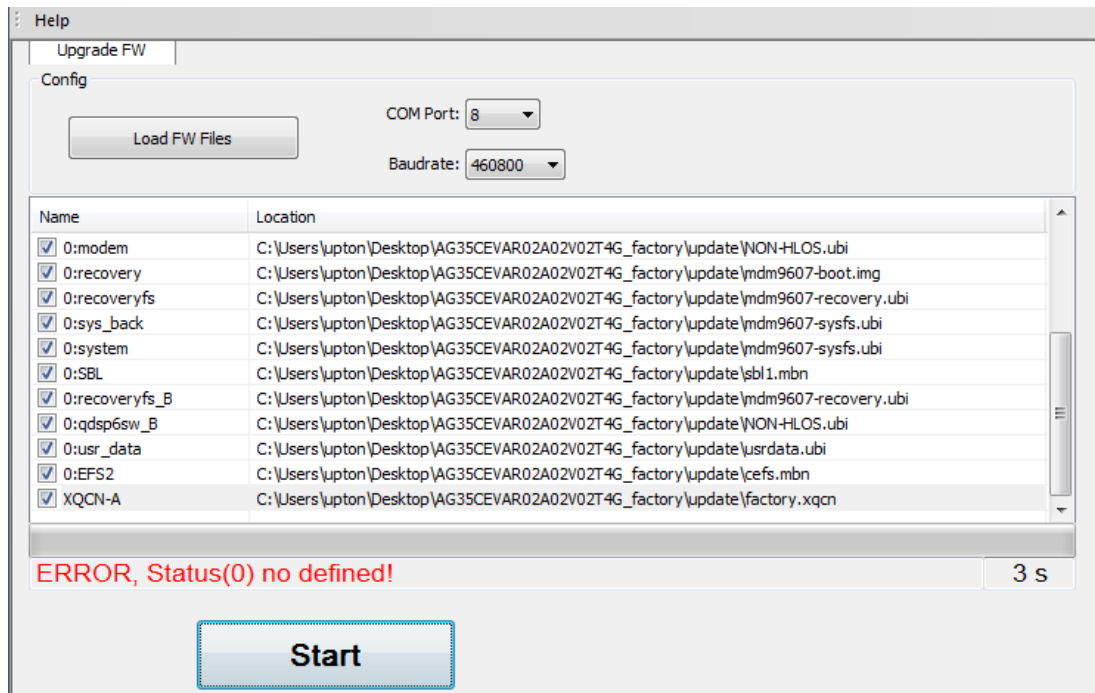 Help
Upgrade FW
Config
Load FW Files
COM Port: 8
Baudrate: 460800
Name Location
0:modem C:\Users\upton\Desktop\AG35CEVAR02A02V02T4G_factory\update\NON-HLOS.ubi
0:recovery C:\Users\upton\Desktop\AG35CEVAR02A02V02T4G_factory\update\mdm9607-boot.img
0:recoveryfs C:\Users\upton\Desktop\AG35CEVAR02A02V02T4G_factory\update\mdm9607-recovery.ubi
0:sys_back C:\Users\upton\Desktop\AG35CEVAR02A02V02T4G_factory\update\mdm9607-sysfs.ubi
0:system C:\Users\upton\Desktop\AG35CEVAR02A02V02T4G_factory\update\mdm9607-sysfs.ubi
0:SBL C:\Users\upton\Desktop\AG35CEVAR02A02V02T4G_factory\update\sbl1.mbn
0:recoveryfs_B C:\Users\upton\Desktop\AG35CEVAR02A02V02T4G_factory\update\mdm9607-recovery.ubi
0:qdsp6sw_B C:\Users\upton\Desktop\AG35CEVAR02A02V02T4G_factory\update\NON-HLOS.ubi
0:usr_data C:\Users\upton\Desktop\AG35CEVAR02A02V02T4G_factory\update\usrdata.ubi
0:EFS2 C:\Users\upton\Desktop\AG35CEVAR02A02V02T4G_factory\update\cefs.mbn
XQCN-A C:\Users\upton\Desktop\AG35CEVAR02A02V02T4G_factory\update\factory.xqcn
ERROR, Status(0) no defined! 3 s
Start